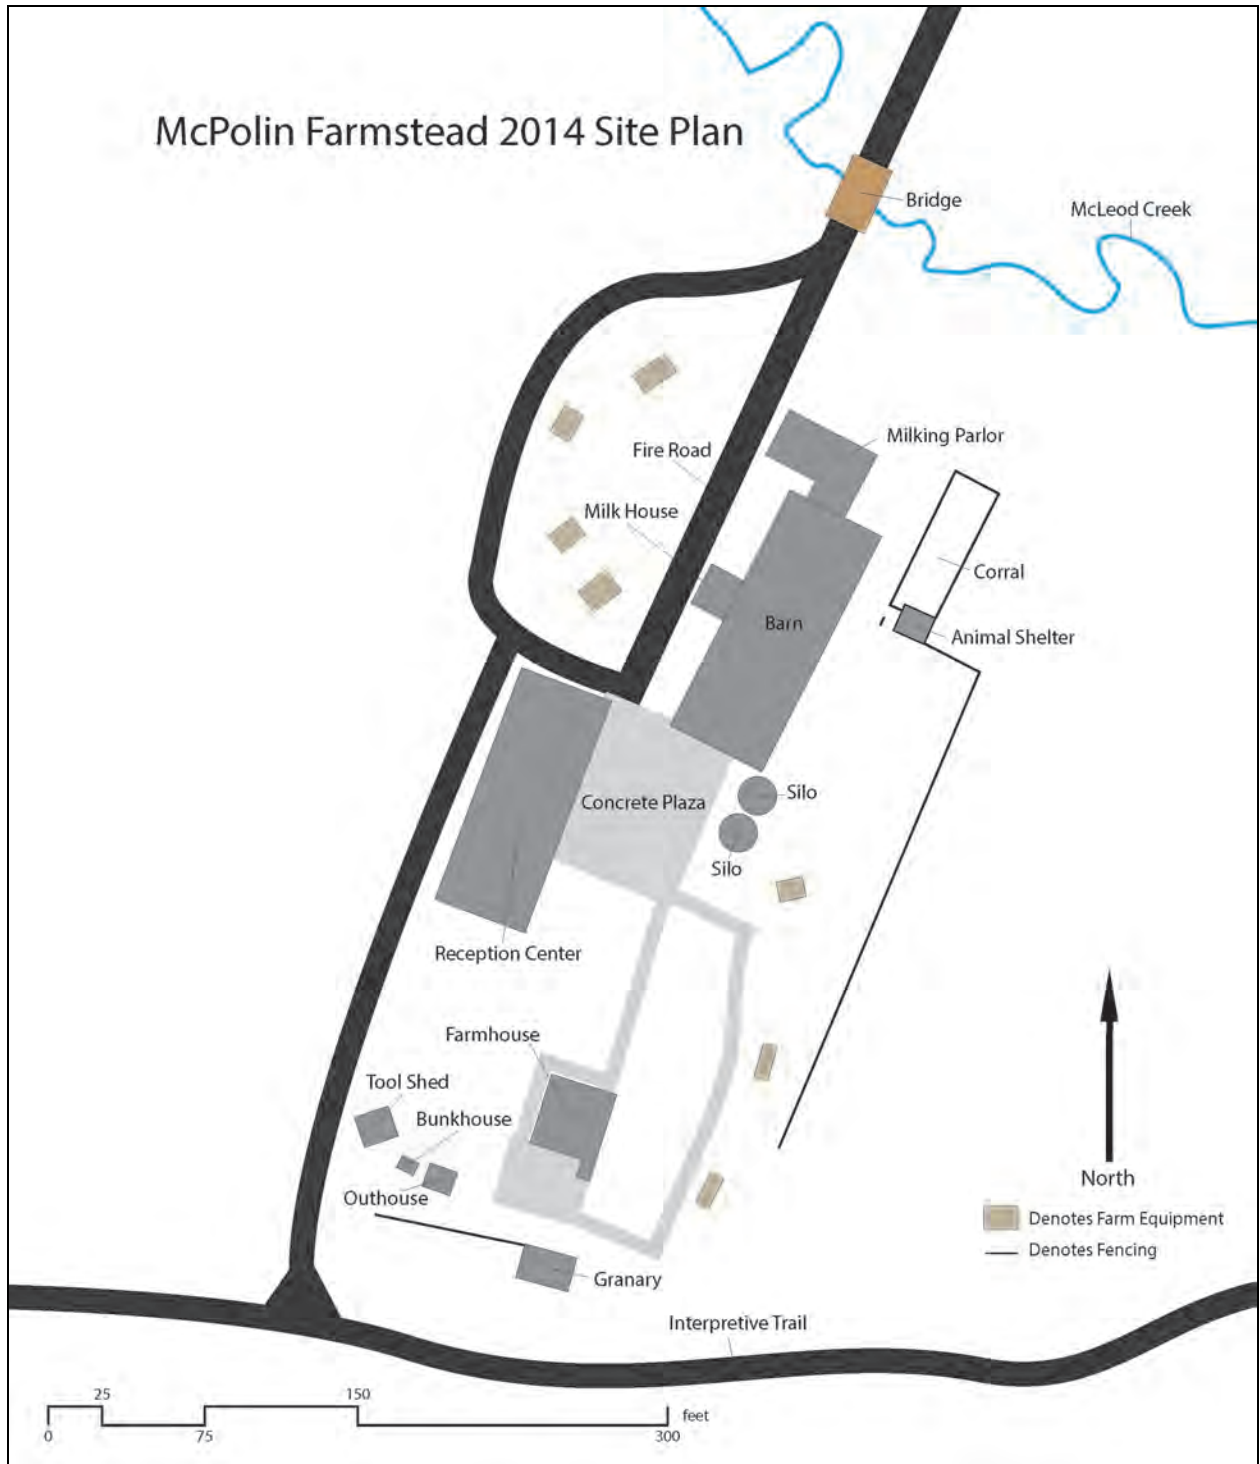 McPolin Farmstead 2014 Site Plan
Bridge
McLeod Creek
Milking Parlor
Fire Road
Milk House
Corral
Barn
Animal Shelter
Silo
Concrete Plaza
Silo
Reception Center
Farmhouse
Tool Shed
Bunkhouse
Outhouse
North
Denotes Farm Equipment
Denotes Fencing
Granary
Interpretive Trail
25 150
feet
0 75 300